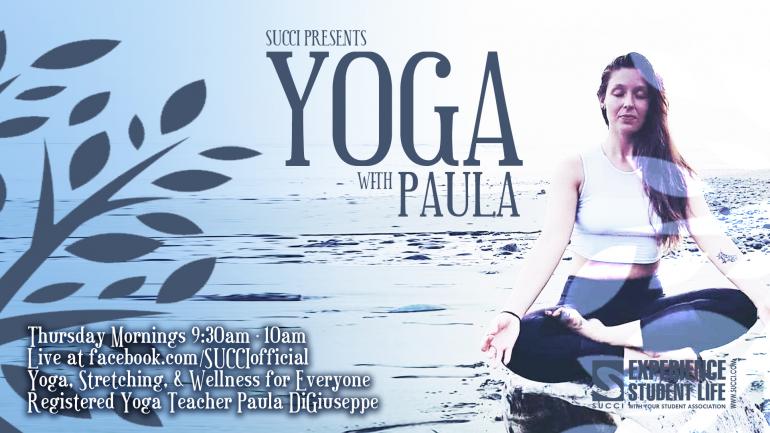 SUCCI PRESENTS
YOGA
WITH PAULA
Thursday Mornings 9:30am - 10am
Live at facebook.com/SUCCIofficial
Yoga, Stretching, & Wellness for Everyone
Registered Yoga Teacher Paula DiGiuseppe
EXPERIENCE
STUDENT LIFE
SUCCI WITH YOUR STUDENT ASSOCIATION
WWW.SUCCI.COM